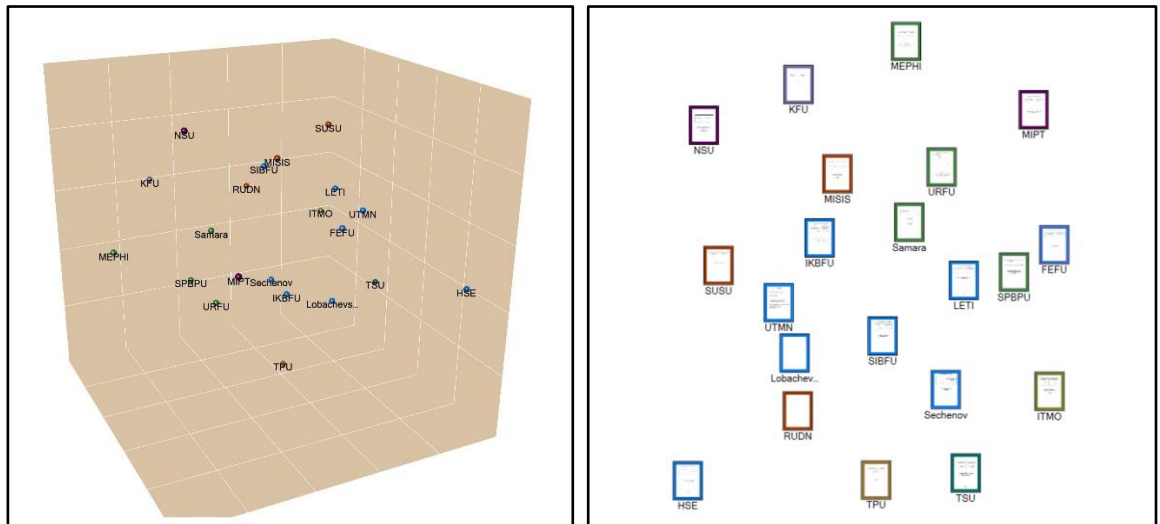 NSU
SUSU
MISIS
SIBFU
KFU
RUDN
LETI
ITMO
UTMN
Samara
FEFU
MEPHI
SPBPU
MIPT
Sechenov
TSU
HSE
URFU
IKBFU
Lobachevs...
TPU
MEPHI
KFU
MIPT
NSU
MISIS
URFU
Samara
IKBFU
FEFU
SUSU
LETI
SPBPU
UTMN
SIBFU
Lobachev...
Sechenov
ITMO
RUDN
HSE
TPU
TSU